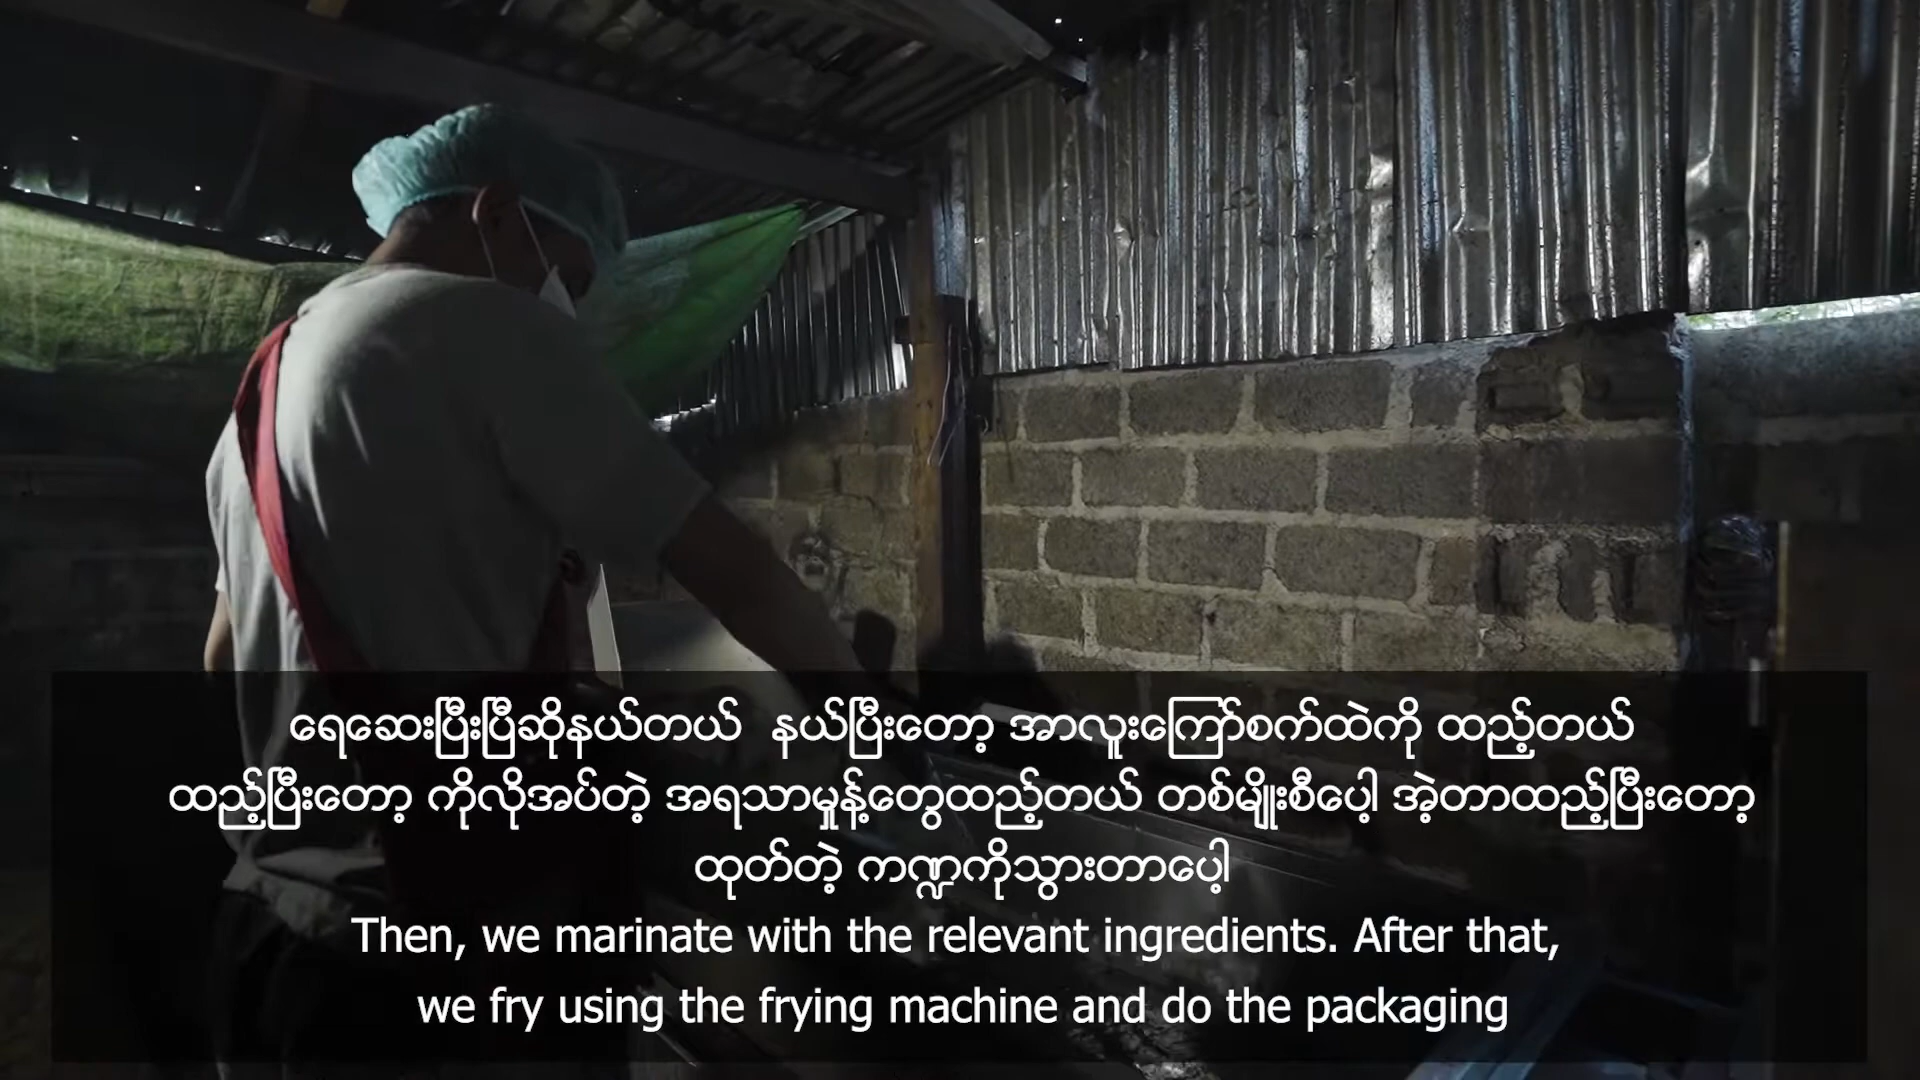 ရေဆေးပြီးပြီဆိုနယ်တယ်  နယ်ပြီးတော့ အာလူးကြော်စက်ထဲကို ထည့်တယ်
ထည့်ပြီးတော့ ကိုလိုအပ်တဲ့ အရသာမှုန့်တွေထည့်တယ် တစ်မျိုးစီပေါ့ အဲ့တာထည့်ပြီးတော့
ထုတ်တဲ့ ကဏ္ဍကိုသွားတာပေါ့
Then, we marinate with the relevant ingredients. After that,
we fry using the frying machine and do the packaging